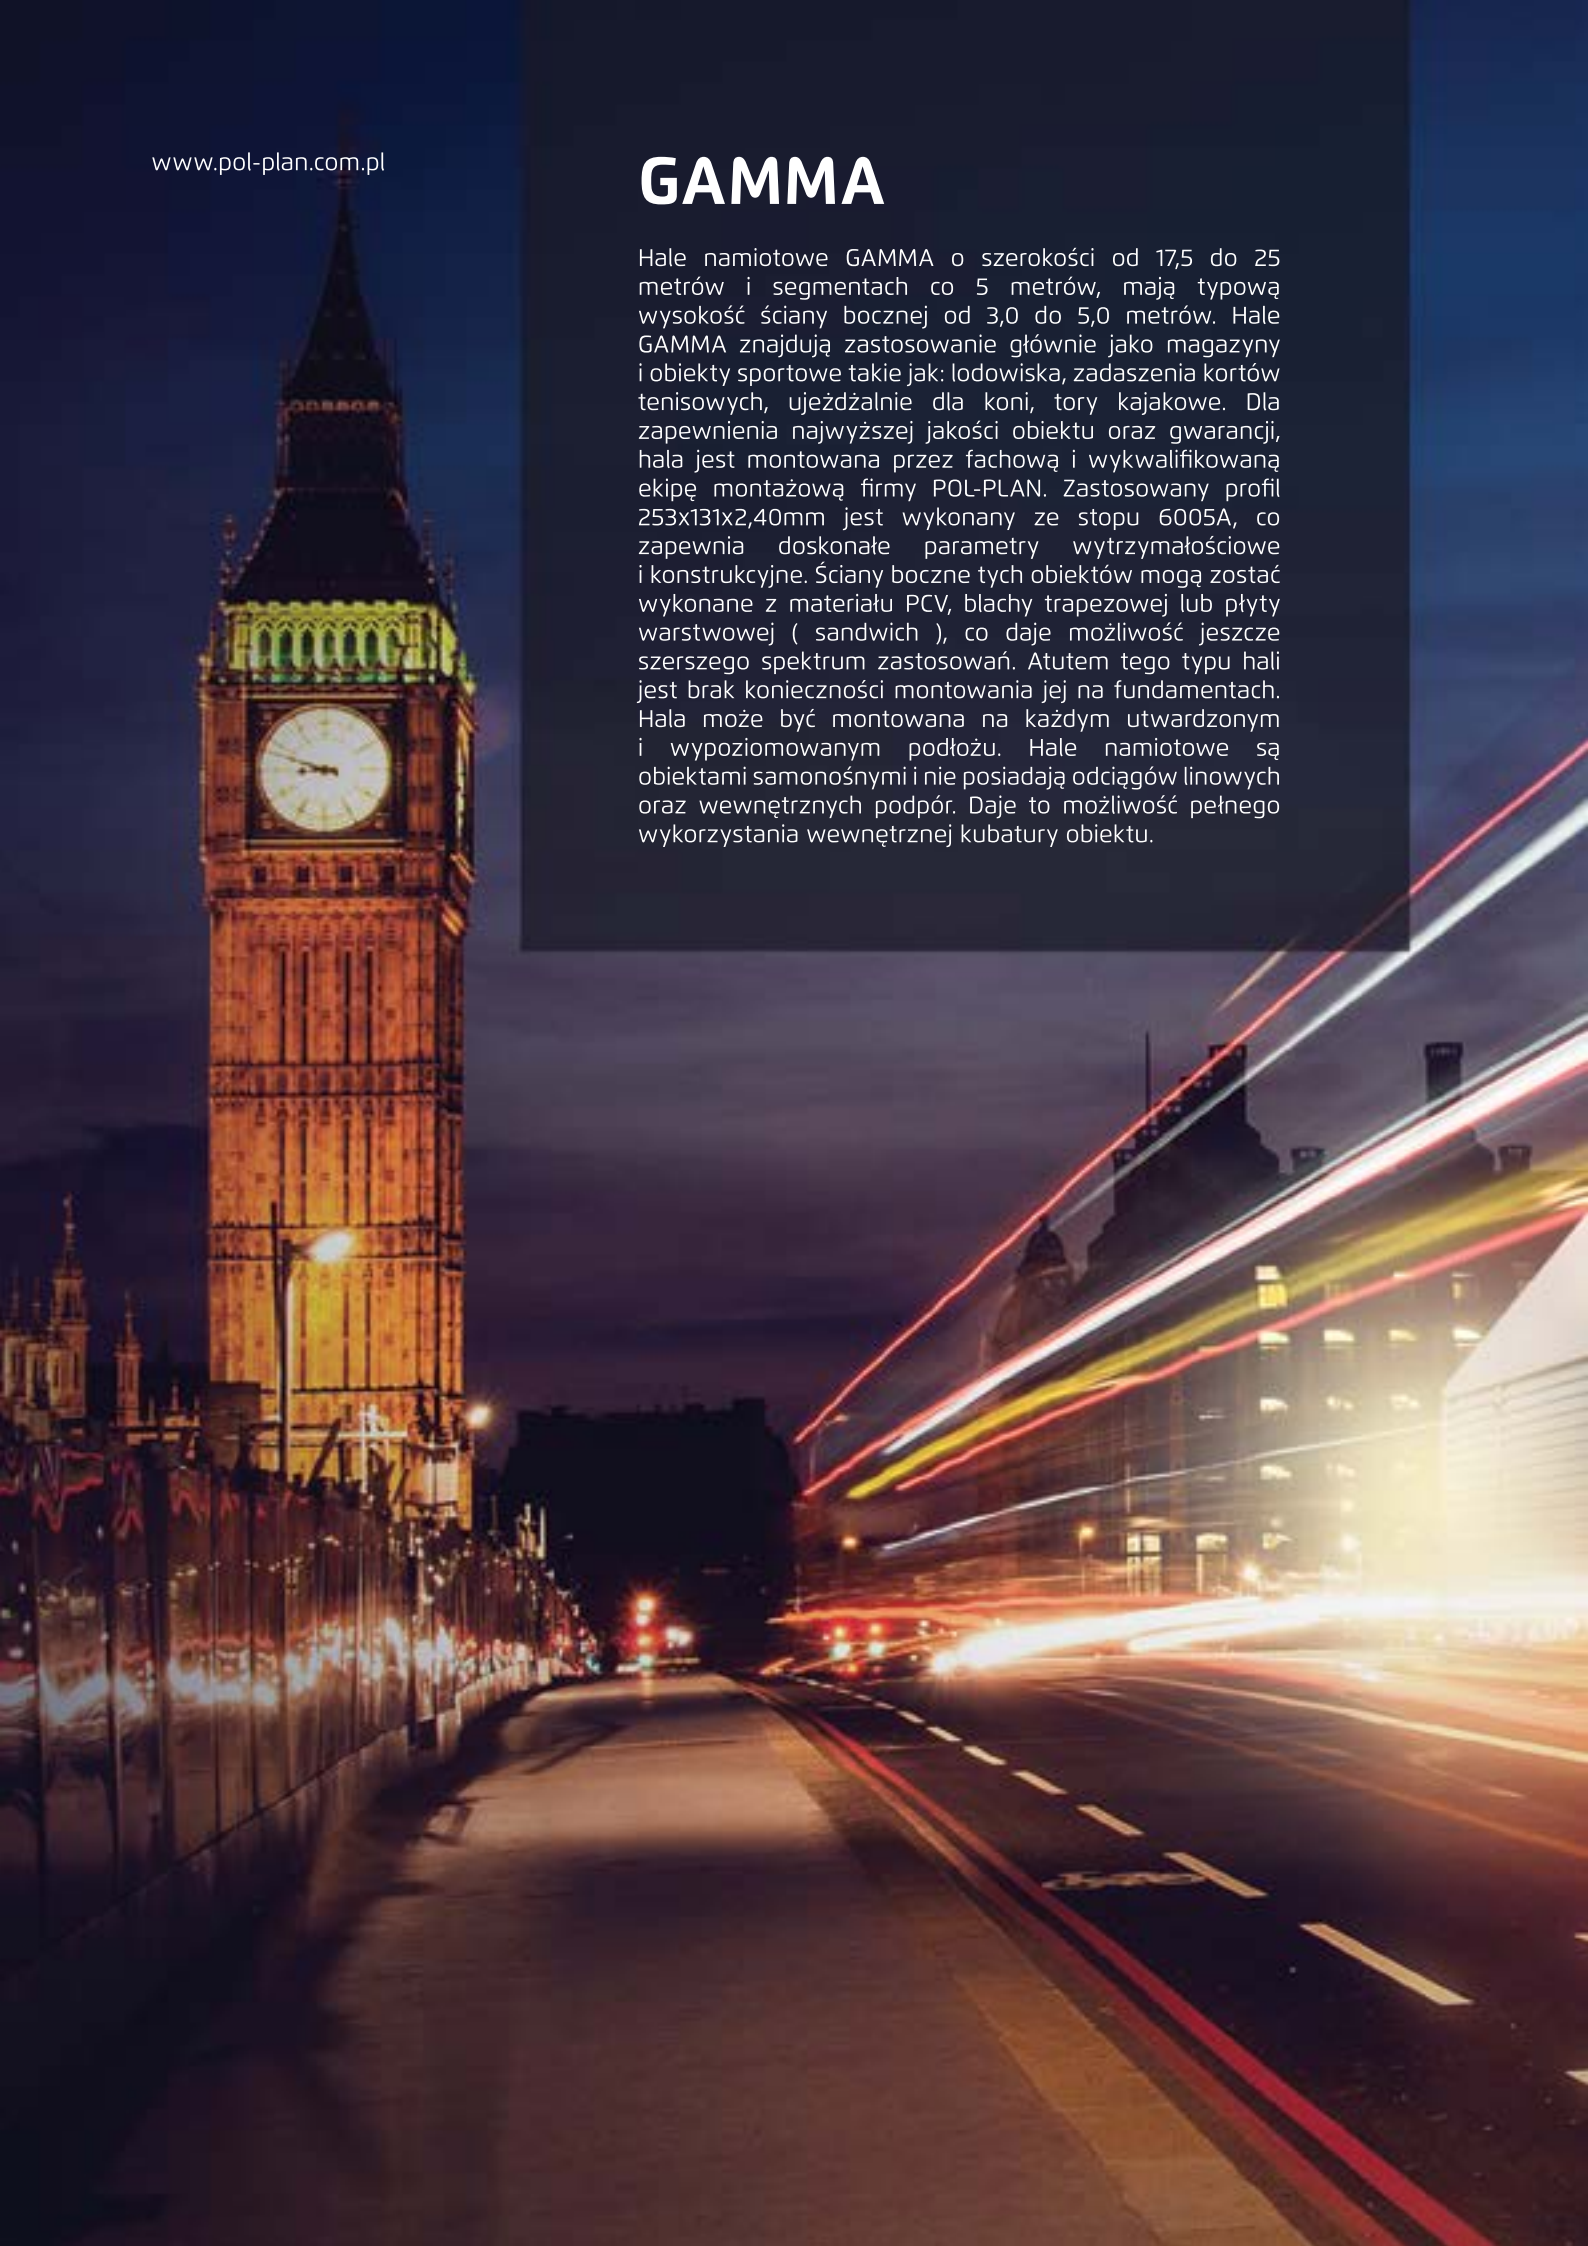 www.pol-plan.com.pl
GAMMA
Hale namiotowe GAMMA o szerokości od 17,5 do 25
metrów i segmentach co 5 metrów, mają typową
wysokość ściany bocznej od 3,0 do 5,0 metrów. Hale
GAMMA znajdują zastosowanie głównie jako magazyny
i obiekty sportowe takie jak: lodowiska, zadaszenia kortów
tenisowych, ujeżdżalnie dla koni, tory kajakowe. Dla
zapewnienia najwyższej jakości obiektu oraz gwarancji,
hala jest montowana przez fachową i wykwalifikowaną
ekipę montażową firmy POL-PLAN. Zastosowany profil
253x131x2,40mm jest wykonany ze stopu 6005A, co
zapewnia doskonałe parametry wytrzymałościowe
i konstrukcyjne. Ściany boczne tych obiektów mogą zostać
wykonane z materiału PCV, blachy trapezowej lub płyty
warstwowej ( sandwich ), co daje możliwość jeszcze
szerszego spektrum zastosowań. Atutem tego typu hali
jest brak konieczności montowania jej na fundamentach.
Hala może być montowana na każdym utwardzonym
i wypoziomowanym podłożu. Hale namiotowe są
obiektami samonośnymi i nie posiadają odciągów linowych
oraz wewnętrznych podpór. Daje to możliwość pełnego
wykorzystania wewnętrznej kubatury obiektu.